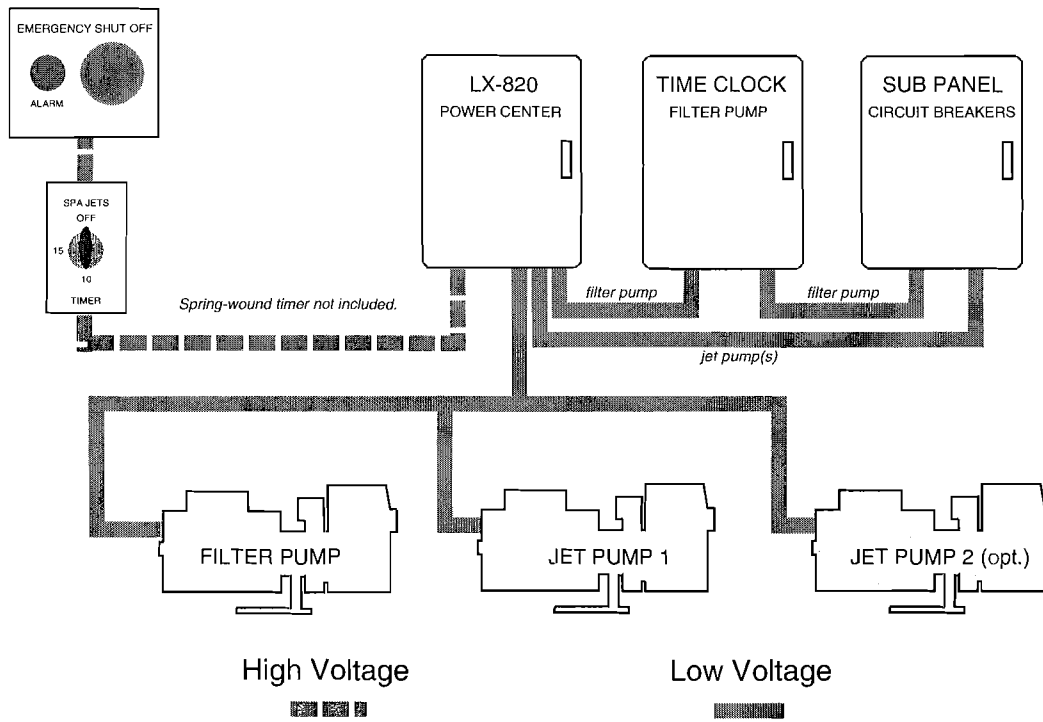 EMERGENCY SHUT OFF
ALARM
SPA JETS
OFF
15
10
TIMER
Spring-wound timer not included.
LX-820
POWER CENTER
TIME CLOCK
FILTER PUMP
SUB PANEL
CIRCUIT BREAKERS
filter pump
filter pump
jet pump(s)
FILTER PUMP
JET PUMP 1
JET PUMP 2 (opt.)
High Voltage
Low Voltage